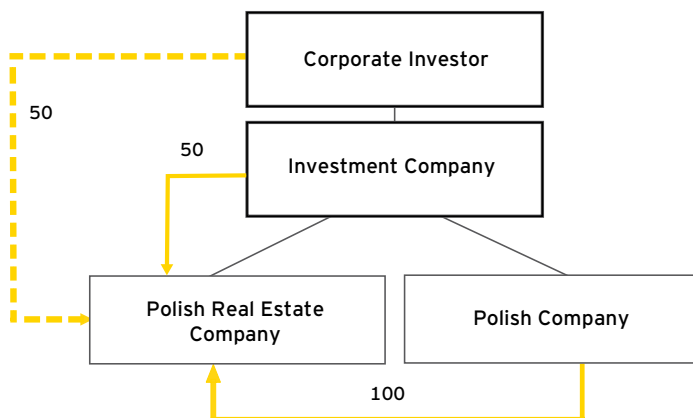 Corporate Investor
50
50
Investment Company
Polish Real Estate
Company
Polish Company
100